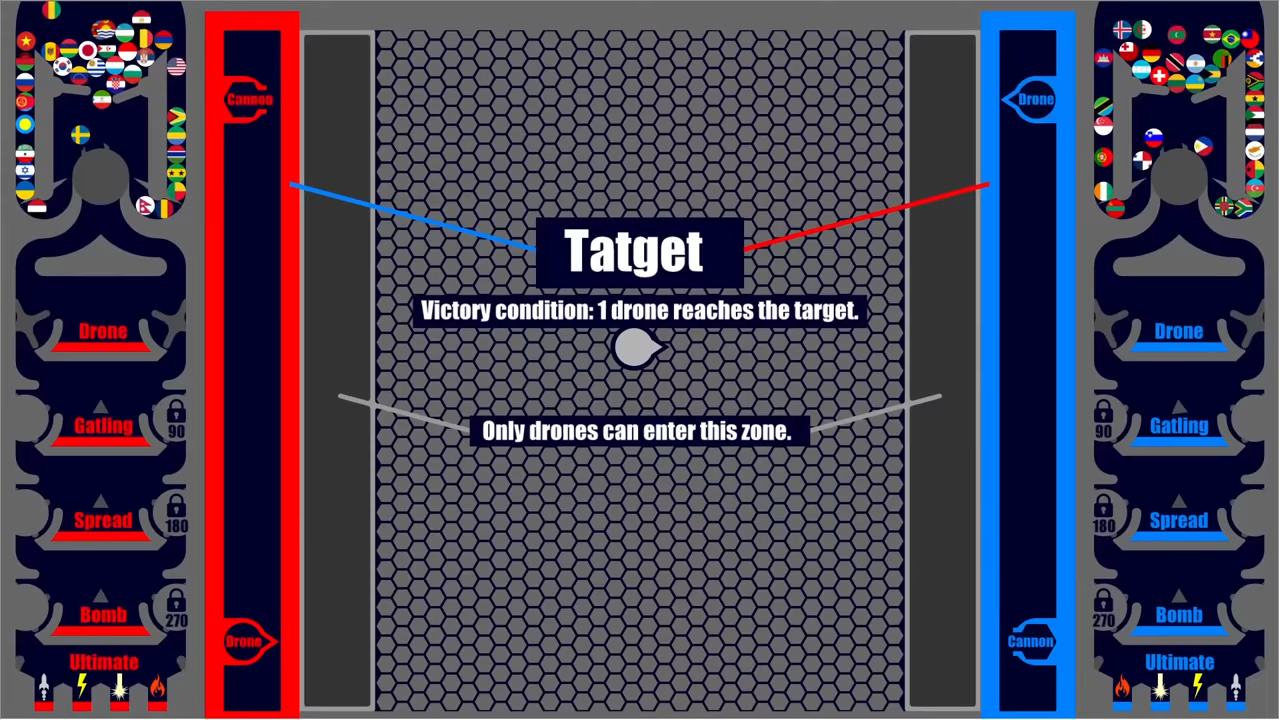 Cannon
Drone
Tatget
Victory condition: 1 drone reaches the target.
Only drones can enter this zone.
Drone
Gatling
90
Spread
180
Bomb
270
Ultimate
Drone
Cannon
Drone
90
Gatling
180
Spread
270
Bomb
Ultimate